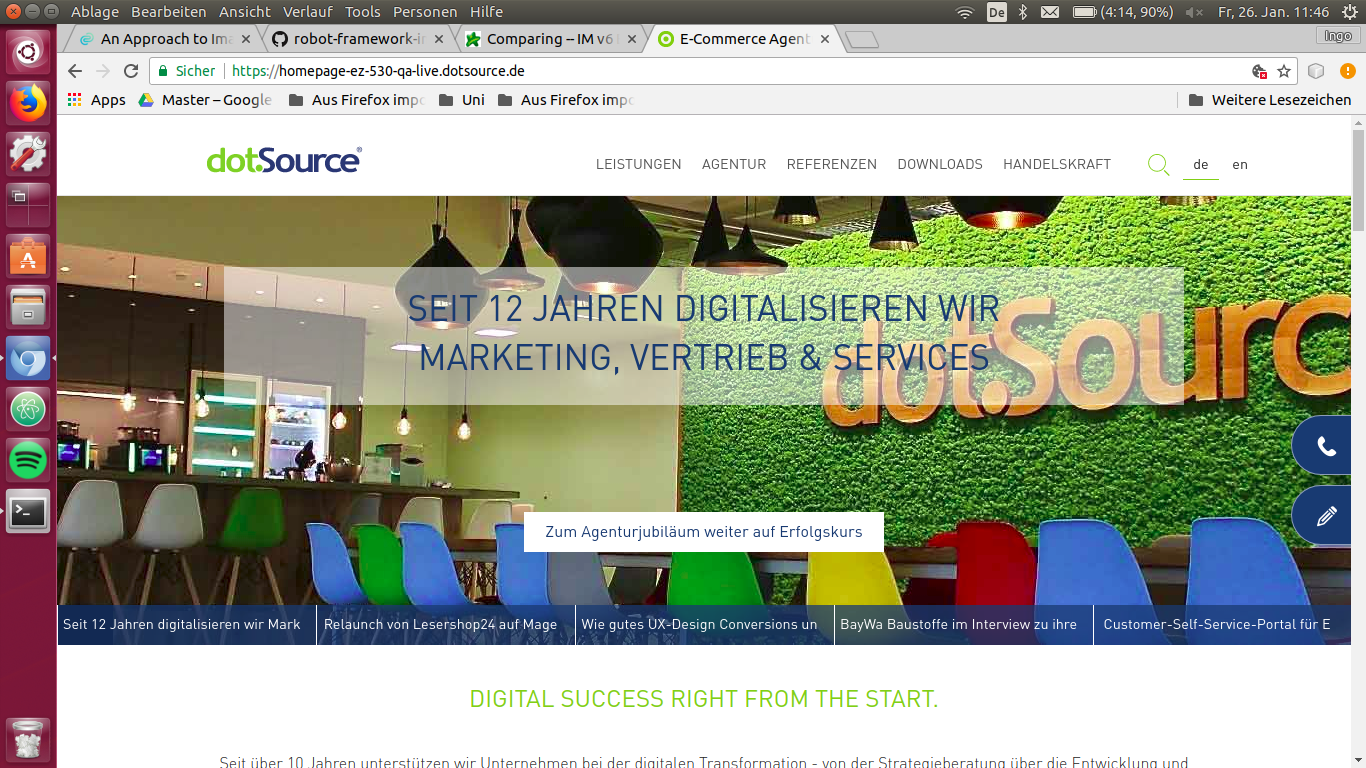 Ablage Bearbeiten Ansicht Verlauf Tools Personen Hilfe
De (4:14, 90%) Fr, 26. Jan. 11:46
An Approach to Ima robot-framework-i Comparing -- IM v6 E-Commerce Agent Ingo
Sicher https://homepage-ez-530-qa-live.dotsource.de
Apps Master – Google Aus Firefox impo Uni Aus Firefox impo Weitere Lesezeichen
dotSource®
LEISTUNGEN AGENTUR REFERENZEN DOWNLOADS HANDELSKRAFT de en
SEIT 12 JAHREN DIGITALISIEREN WIR
MARKETING, VERTRIEB & SERVICES
dotSourc
Zum Agenturjubiläum weiter auf Erfolgskurs
Seit 12 Jahren digitalisieren wir Mark Relaunch von Lesershop24 auf Mage Wie gutes UX-Design Conversions un BayWa Baustoffe im Interview zu ihre Customer-Self-Service-Portal für E
DIGITAL SUCCESS RIGHT FROM THE START.
Seit über 10 Jahren unterstützen wir Unternehmen bei der digitalen Transformation - von der Strategieberatung über die Entwicklung und